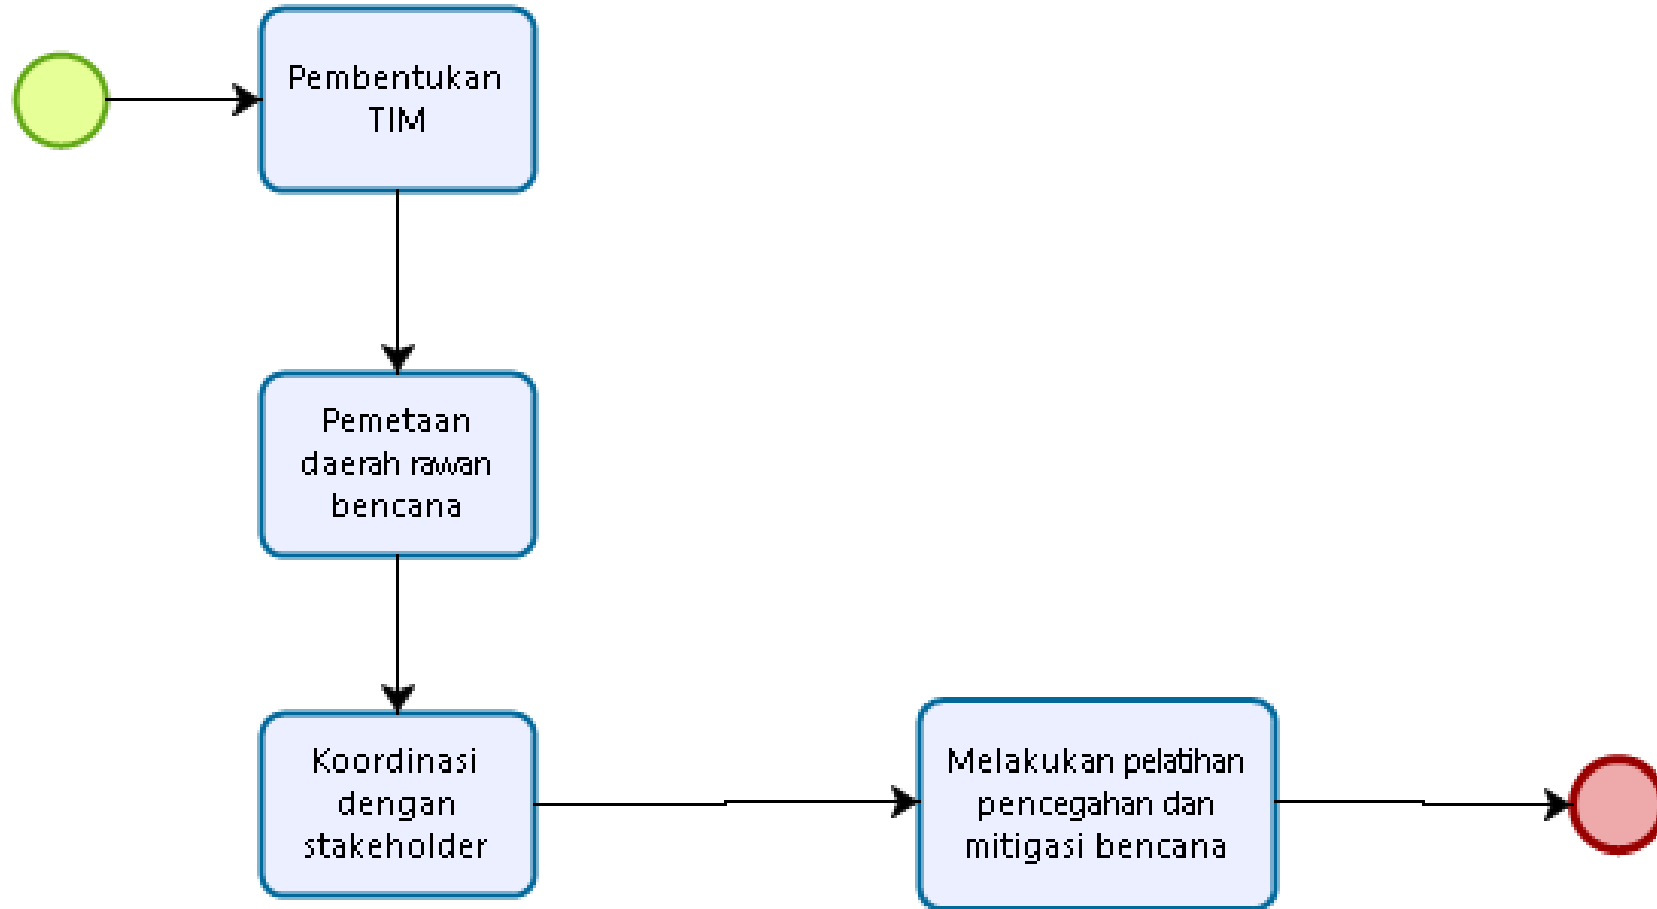 Pembentukan
TIM
Pemetaan
daerah rawan
bencana
Koordinasi
dengan
stakeholder
Melakukan pelatihan
pencegahan dan
mitigasi bencana